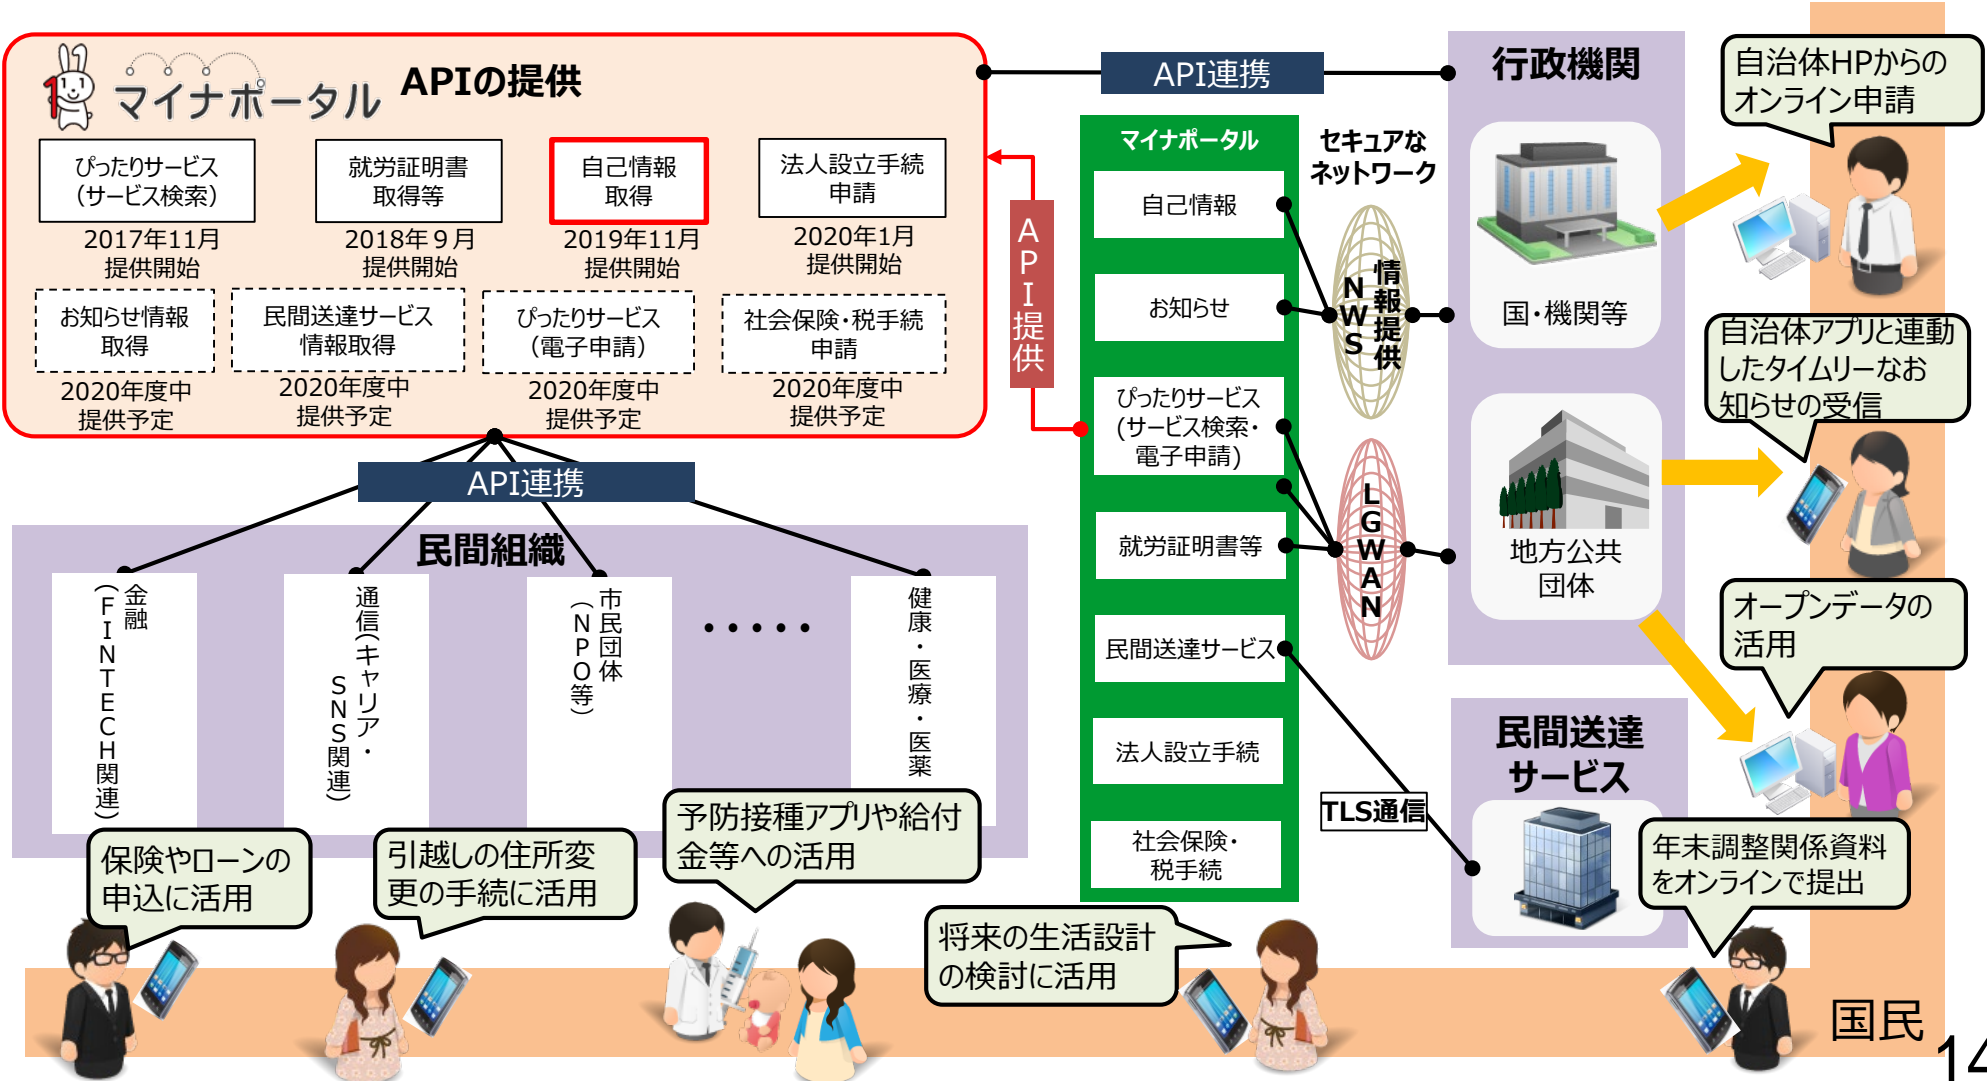 マイナポータル
APIの提供
ぴったりサービス
（サービス検索）
2017年11月
提供開始
就労証明書
取得等
2018年９月
提供開始
自己情報
取得
2019年11月
提供開始
法人設立手続
申請
2020年1月
提供開始
お知らせ情報
取得
2020年度中
提供予定
民間送達サービス
情報取得
2020年度中
提供予定
ぴったりサービス
（電子申請）
2020年度中
提供予定
社会保険・税手続
申請
2020年度中
提供予定
API連携
API提供
API連携
民間組織
金融
（FINTECH関連）
通信（キャリア・
SNS関連）
市民団体
（NPO等）
・・・・・
健康・医療・医薬
保険やローンの
申込に活用
引越しの住所変
更の手続に活用
予防接種アプリや給付
金等への活用
マイナポータル
自己情報
お知らせ
ぴったりサービス
(サービス検索・
電子申請)
就労証明書等
民間送達サービス
法人設立手続
社会保険・
税手続
セキュアな
ネットワーク
情報提供
NWS
LGWAN
TLS通信
行政機関
国・機関等
地方公共
団体
民間送達
サービス
自治体HPからの
オンライン申請
自治体アプリと連動
したタイムリーなお
知らせの受信
オープンデータの
活用
年末調整関係資料
をオンラインで提出
将来の生活設計
の検討に活用
国民
14